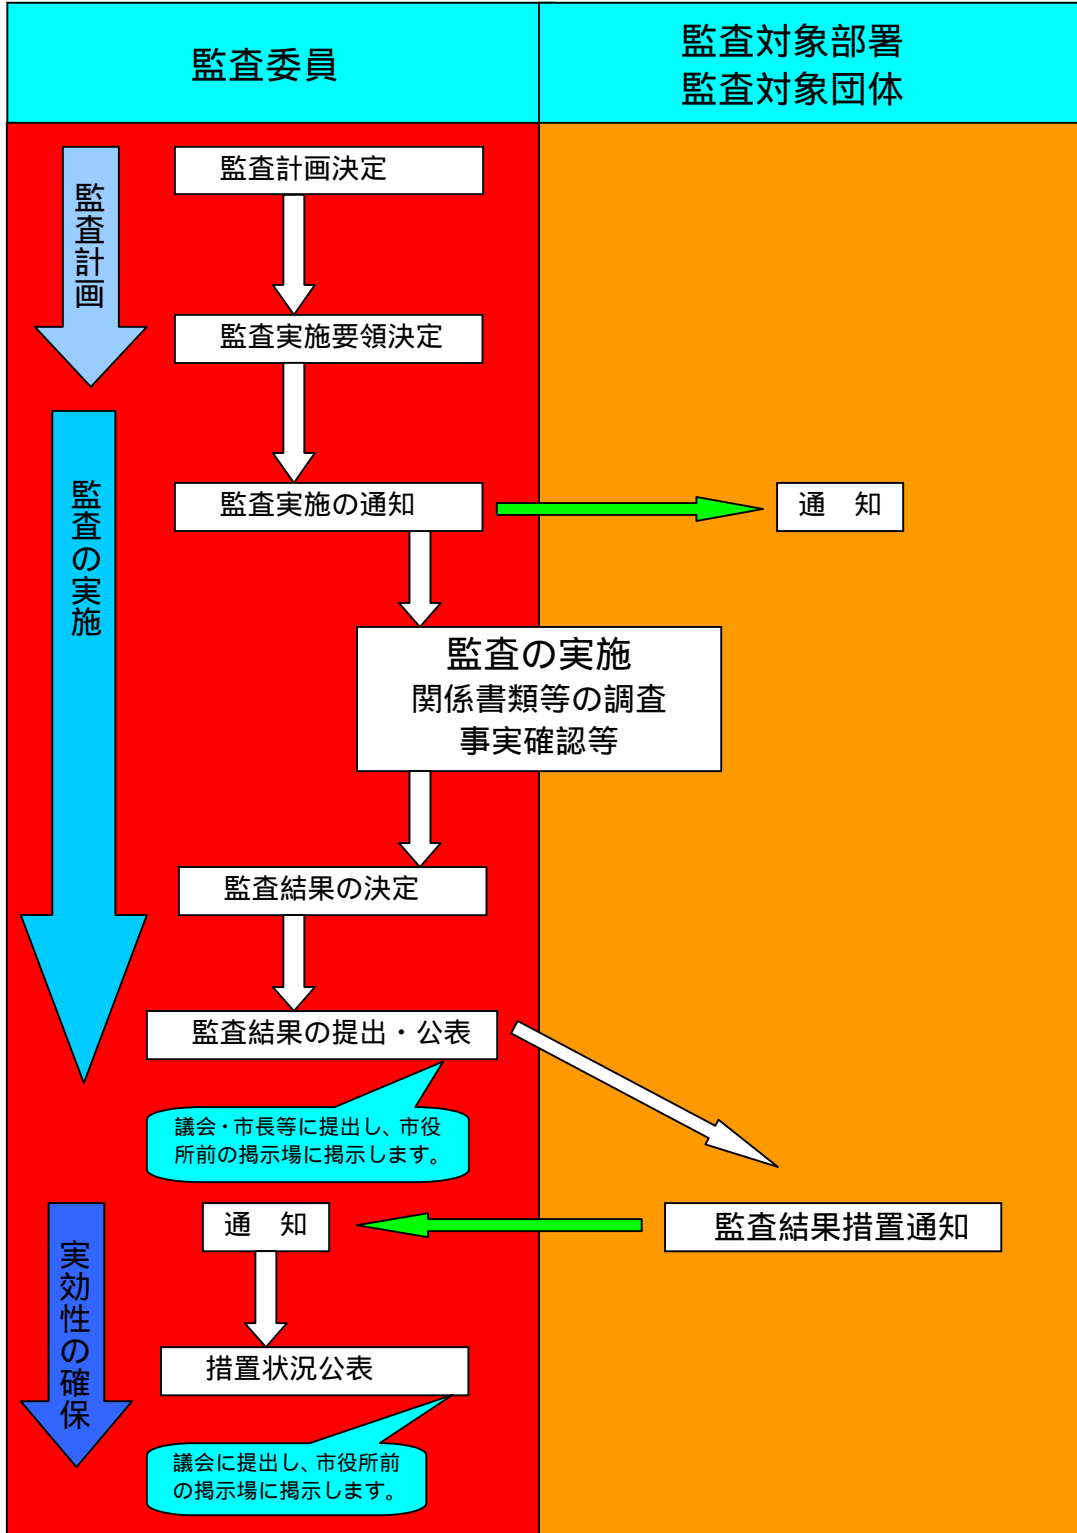 監査委員
監査対象部署
監査対象団体
監査計画
監査計画決定
監査実施要領決定
監査の実施
監査実施の通知
通　知
監査の実施
関係書類等の調査
事実確認等
監査結果の決定
監査結果の提出・公表
議会・市長等に提出し、市役
所前の掲示場に掲示します。
実効性の確保
通　知
監査結果措置通知
措置状況公表
議会に提出し、市役所前
の掲示場に掲示します。